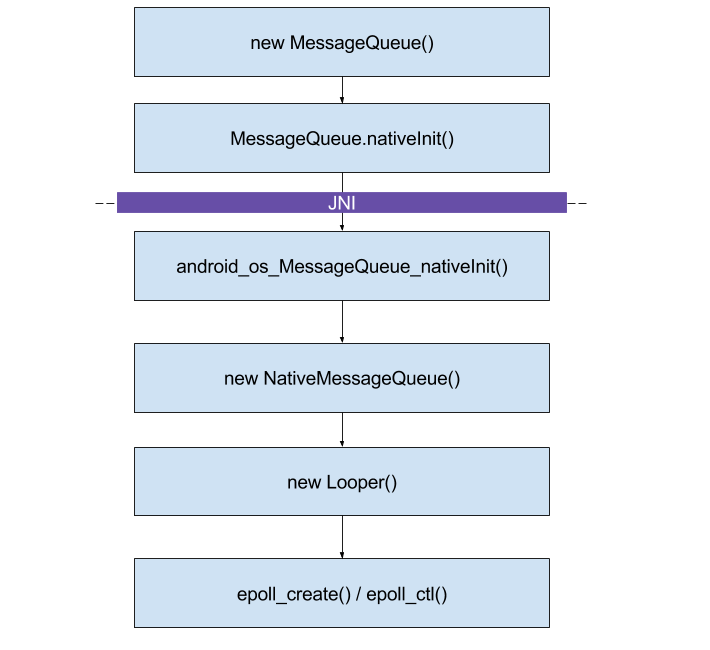 new MessageQueue()
MessageQueue.nativeInit()
JNI
android_os_MessageQueue_nativeInit()
new NativeMessageQueue()
new Looper()
epoll_create() / epoll_ctl()